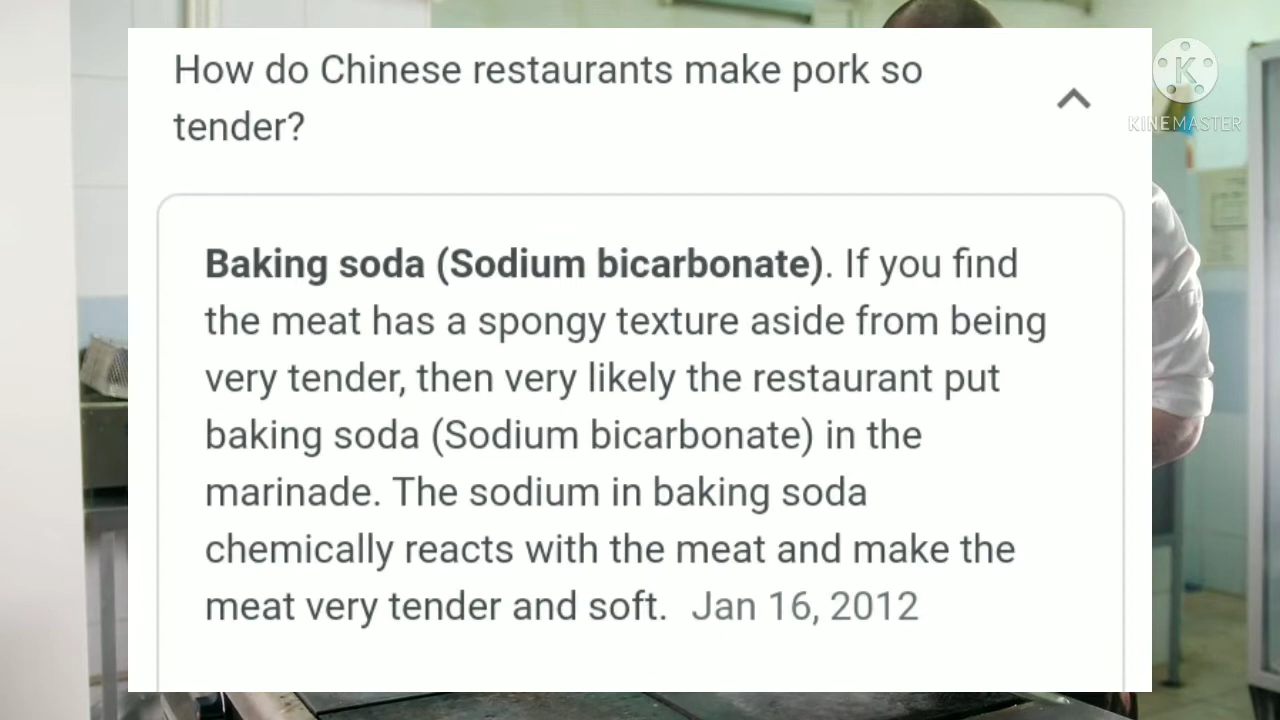 How do Chinese restaurants make pork so
tender?
KINEMASTER
Baking soda (Sodium bicarbonate). If you find
the meat has a spongy texture aside from being
very tender, then very likely the restaurant put
baking soda (Sodium bicarbonate) in the
marinade. The sodium in baking soda
chemically reacts with the meat and make the
meat very tender and soft. Jan 16, 2012